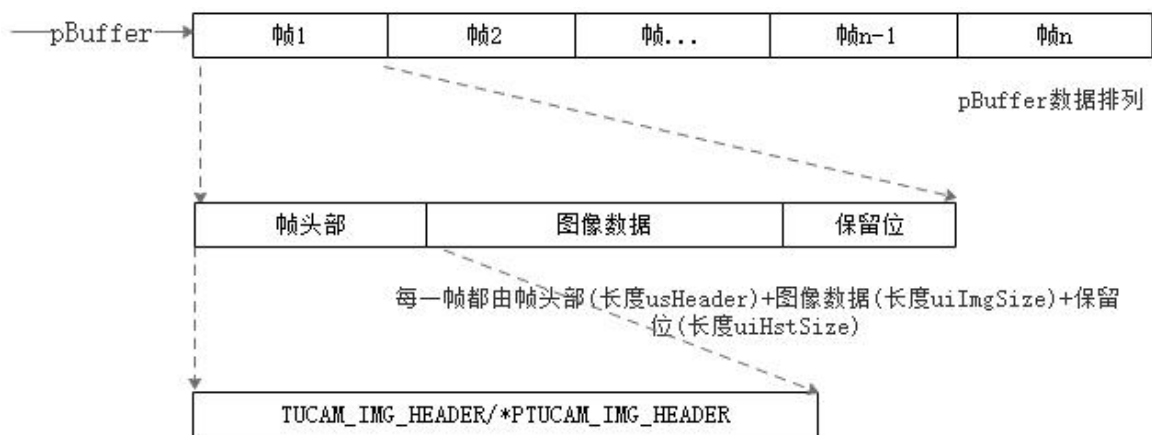 pBuffer
帧1
帧2
帧...
帧n-1
帧n
pBuffer数据排列
帧头部
图像数据
保留位
每一帧都由帧头部(长度usHeader)+图像数据(长度uiImgSize)+保留
位(长度uiHstSize)
TUCAM_IMG_HEADER/*PTUCAM_IMG_HEADER